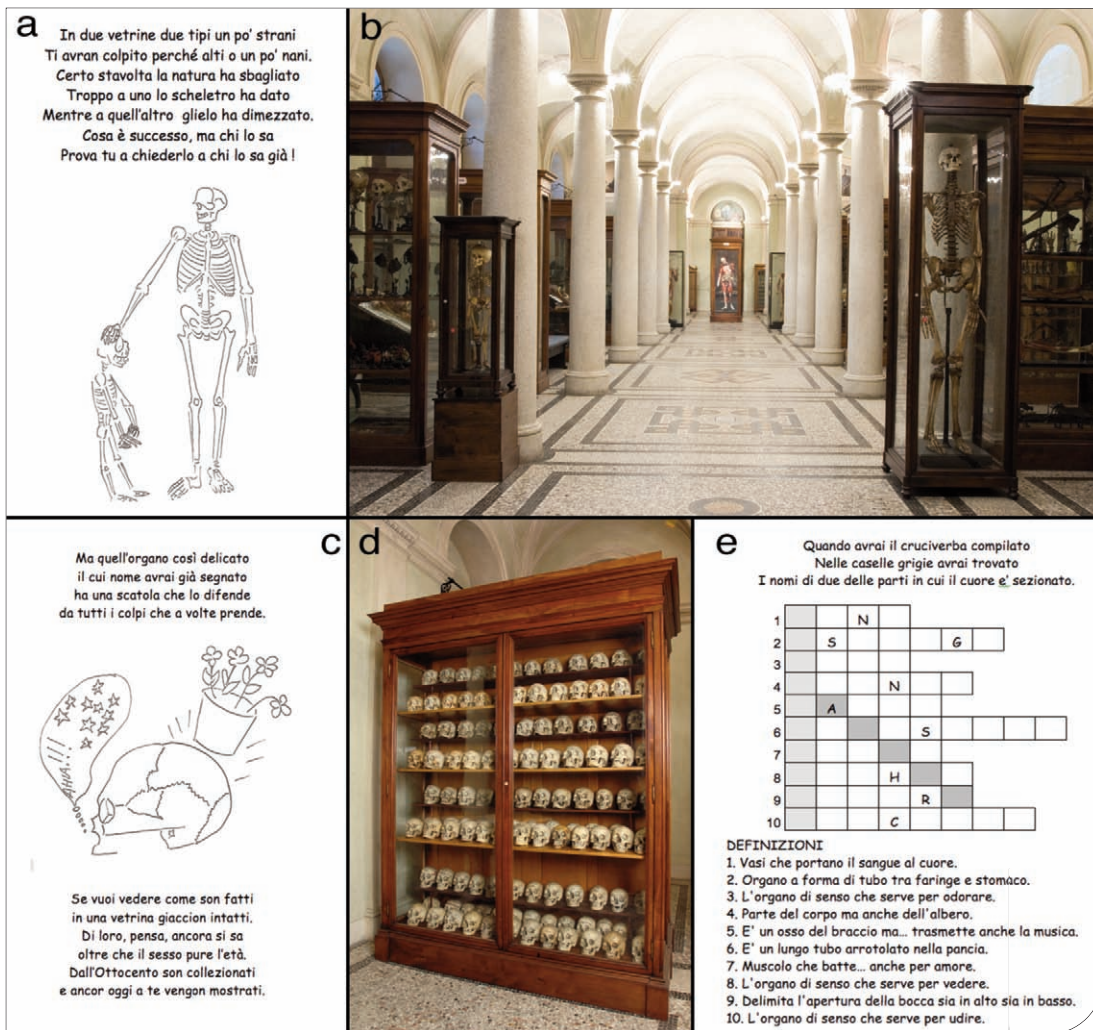 a
In due vetrine due tipi un po' strani
Ti avran colpito perché alti o un po' nani.
Certo stavolta la natura ha sbagliato
Troppo a uno lo scheletro ha dato
Mentre a quell'altro glielo ha dimezzato.
Cosa è successo, ma chi lo sa
Prova tu a chiederlo a chi lo sa già !
b
c
Ma quell'organo così delicato
il cui nome avrai già segnato
ha una scatola che lo difende
da tutti i colpi che a volte prende.
Se vuoi vedere come son fatti
in una vetrina giaccion intatti.
Di loro, pensa, ancora si sa
oltre che il sesso pure l'età.
Dall'Ottocento son collezionati
e ancor oggi a te vengon mostrati.
d
e
Quando avrai il cruciverba compilato
Nelle caselle grigie avrai trovato
I nomi di due delle parti in cui il cuore e' sezionato.
1 N
2 S G
3
4 N
5 A
6 S
7
8 H
9 R
10 C
DEFINIZIONI
1. Vasi che portano il sangue al cuore.
2. Organo a forma di tubo tra faringe e stomaco.
3. L'organo di senso che serve per odorare.
4. Parte del corpo ma anche dell'albero.
5. E' un osso del braccio ma... trasmette anche la musica.
6. E' un lungo tubo arrotolato nella pancia.
7. Muscolo che batte... anche per amore.
8. L'organo di senso che serve per vedere.
9. Delimita l'apertura della bocca sia in alto sia in basso.
10. L'organo di senso che serve per udire.